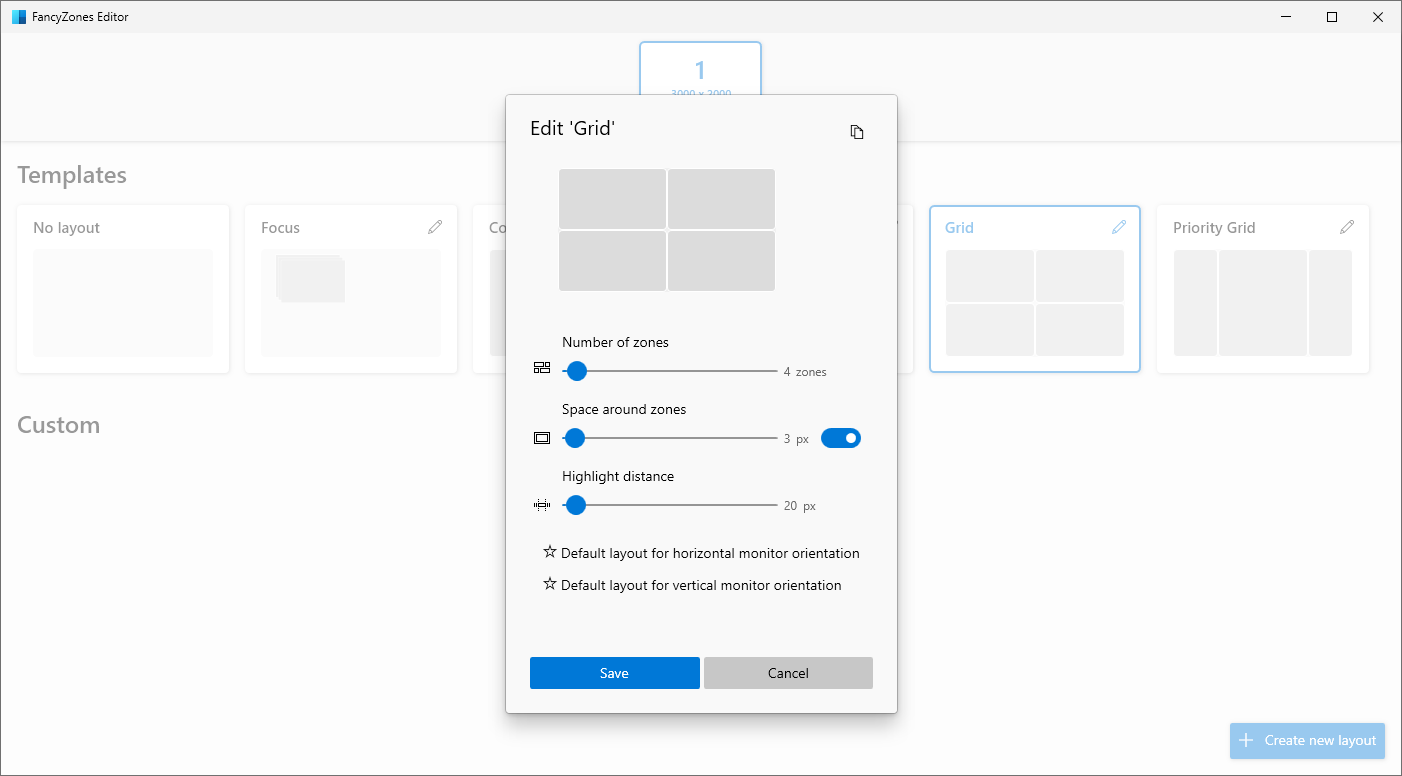 FancyZones Editor
1
3000 x 2000
Edit 'Grid'
Templates
No layout
Focus
Co
Grid
Priority Grid
Number of zones
4 zones
Space around zones
3 px
Custom
Highlight distance
20 px
Default layout for horizontal monitor orientation
Default layout for vertical monitor orientation
Save
Cancel
Create new layout